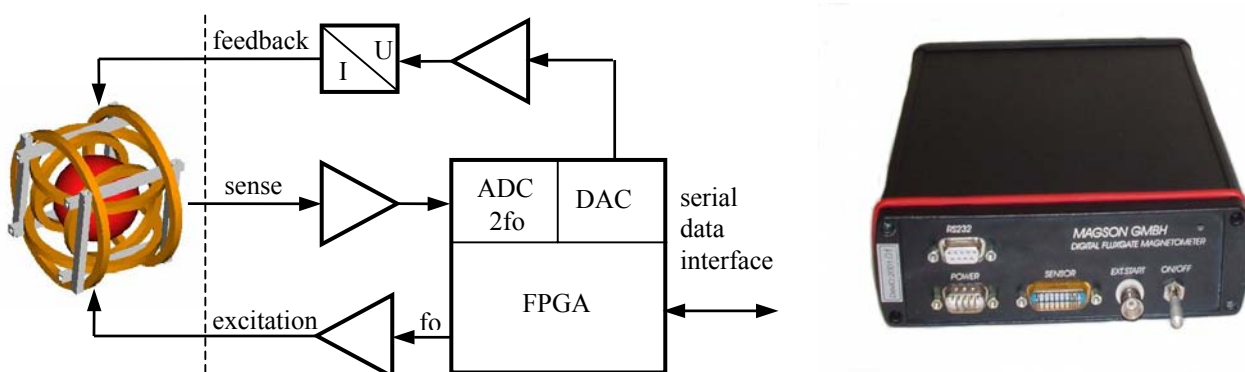 feedback
I
U
sense
ADC
2fo
DAC
serial
data
interface
FPGA
excitation
fo
RS232
MAGSON GMBH
DIGITAL FLUXGATE MAGNETOMETER
POWER
SENSOR
EXT.START
ON/OFF